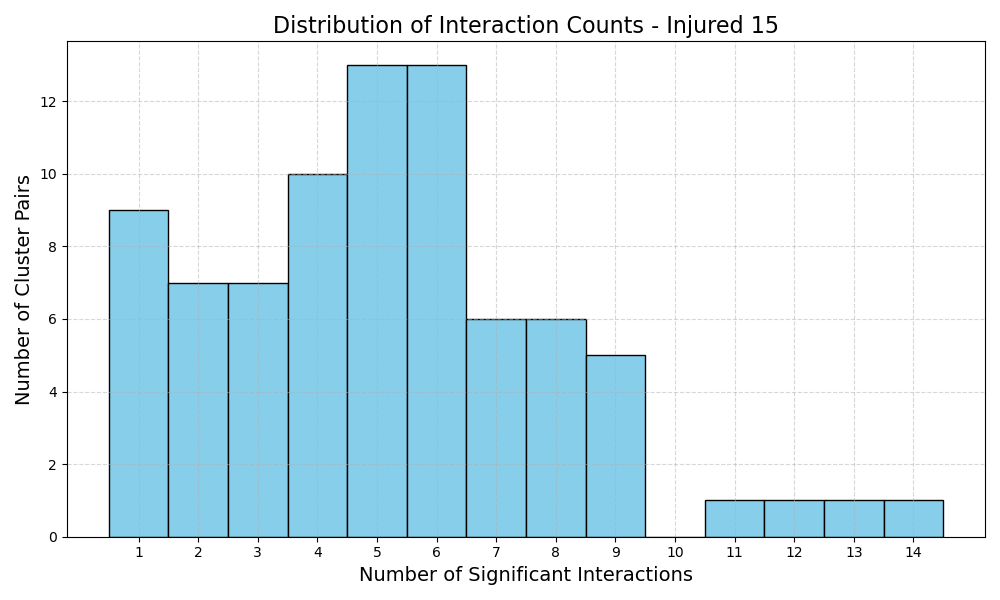 Distribution of Interaction Counts - Injured 15
Number of Cluster Pairs
12
10
8
6
4
2
0
1 2 3 4 5 6 7 8 9 10 11 12 13 14
Number of Significant Interactions